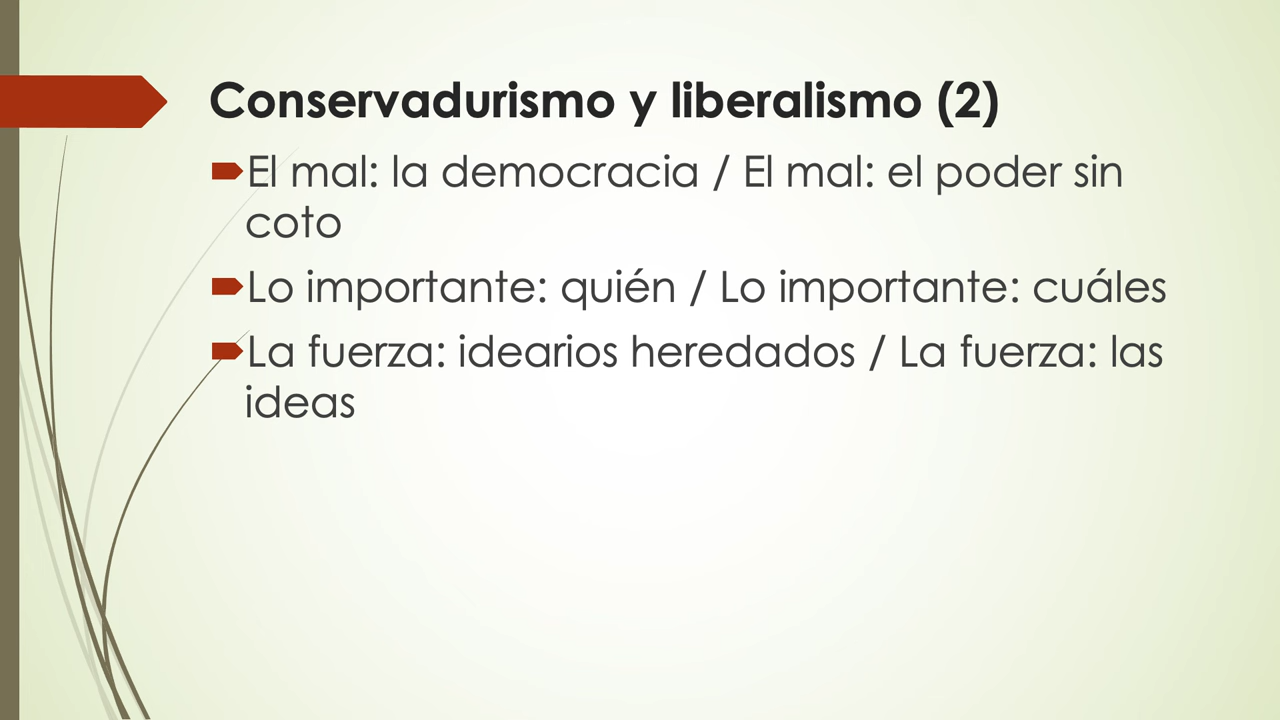 Conservadurismo y liberalismo (2)
El mal: la democracia / El mal: el poder sin
coto
Lo importante: quién / Lo importante: cuáles
La fuerza: idearios heredados / La fuerza: las
ideas